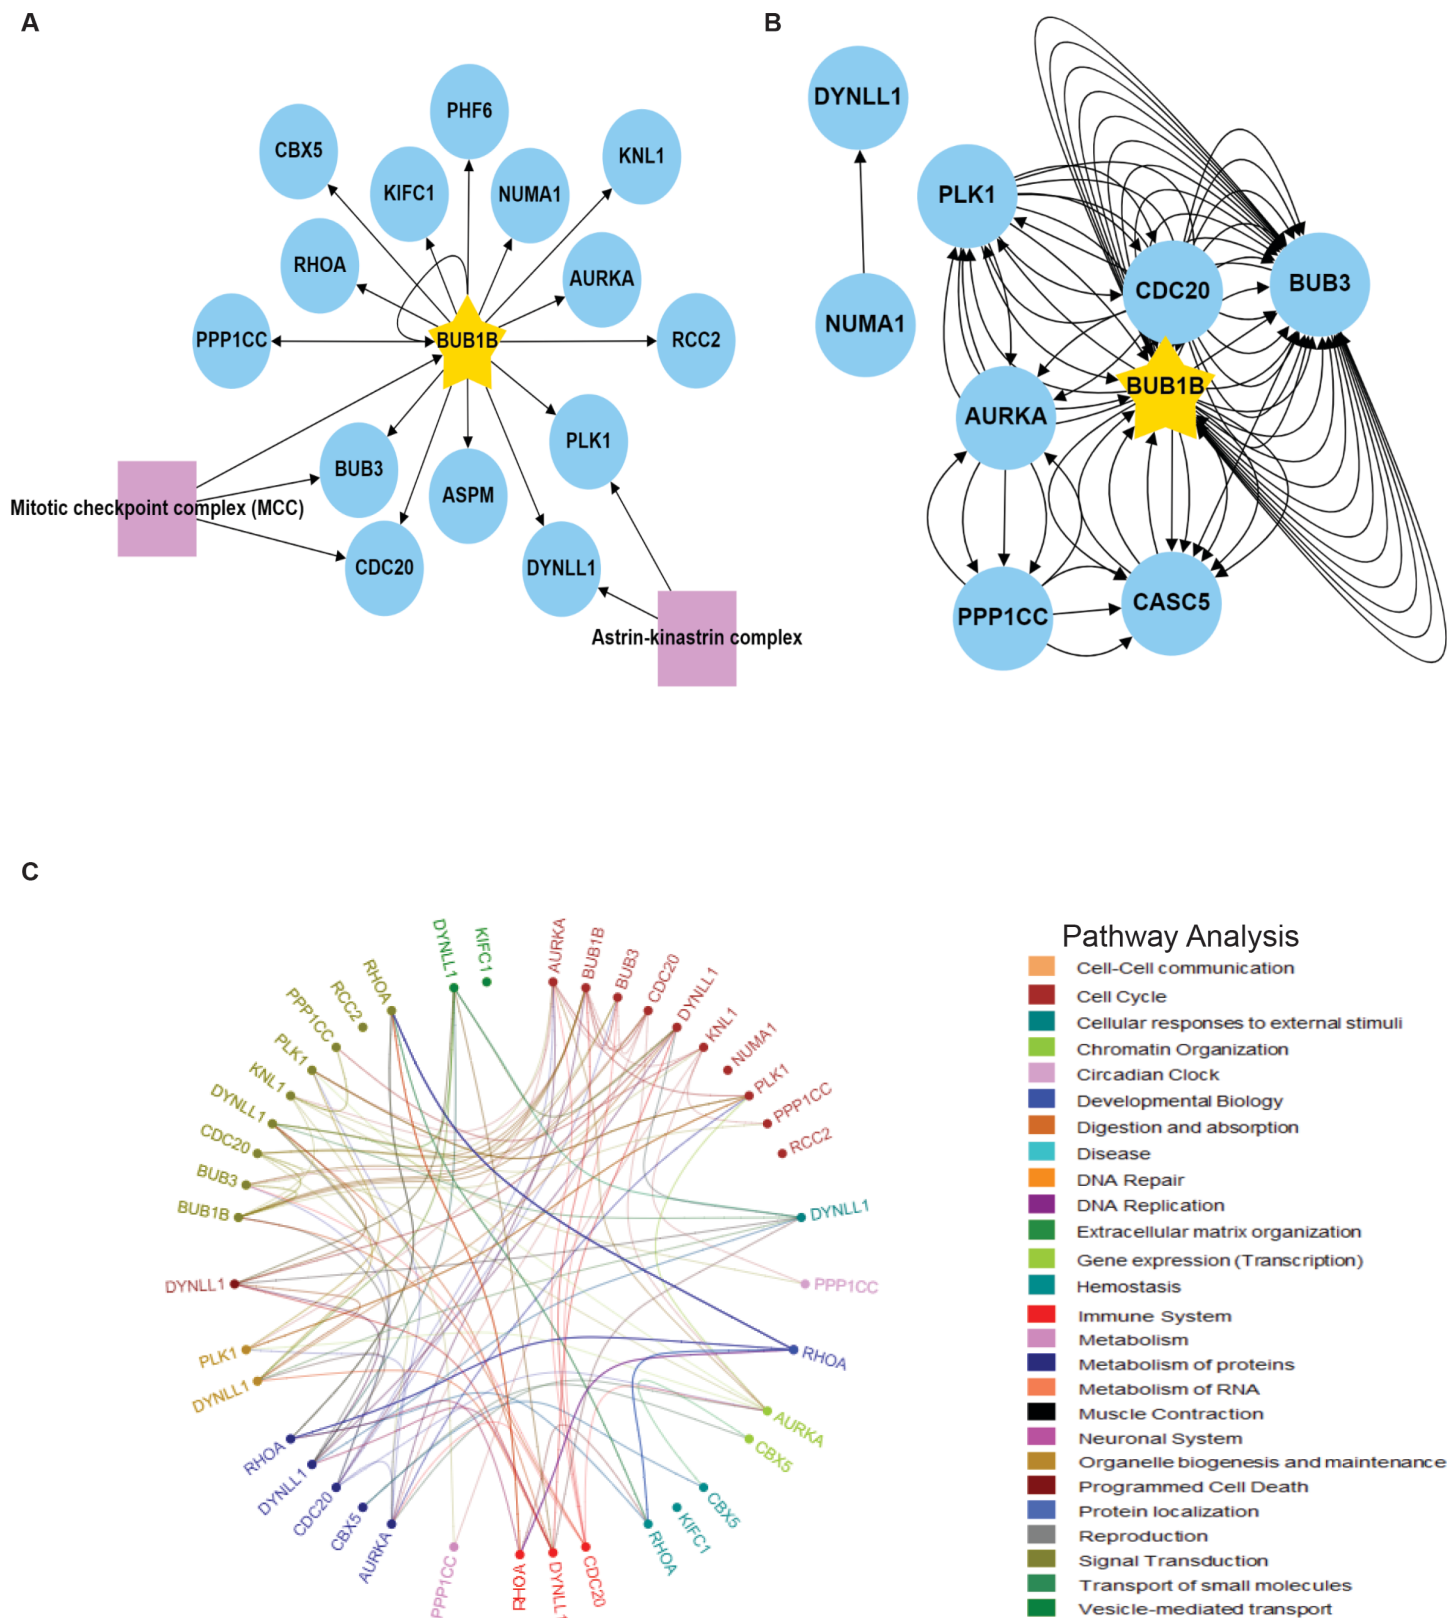 A
B
PHF6
CBX5
KNL1
KIFC1
NUMA1
RHOA
AURKA
PPP1CC
BUB1B
RCC2
PLK1
BUB3
ASPM
Mitotic checkpoint complex (MCC)
CDC20
DYNLL1
Astrin-kinastrin complex
DYNLL1
PLK1
CDC20
BUB3
NUMA1
BUB1B
AURKA
CASC5
PPP1CC
C
AURKA
BUB1B
BUB3
CDC20
DYNLL1
KNL1
NUMA1
PLK1
PPP1CC
RCC2
DYNLL1
PPP1CC
RHOA
AURKA
CBX5
CBX5
KIFC1
RHOA
CDC20
DYNLL1
RHOA
PPP1CC
AURKA
CBX5
CDC20
DYNLL1
RHOA
DYNLL1
PLK1
DYNLL1
BUB1B
BUB3
CDC20
DYNLL1
KNL1
PLK1
PPP1CC
RCC2
RHOA
DYNLL1
KIFC1
Pathway Analysis
Cell-Cell communication
Cell Cycle
Cellular responses to external stimuli
Chromatin Organization
Circadian Clock
Developmental Biology
Digestion and absorption
Disease
DNA Repair
DNA Replication
Extracellular matrix organization
Gene expression (Transcription)
Hemostasis
Immune System
Metabolism
Metabolism of proteins
Metabolism of RNA
Muscle Contraction
Neuronal System
Organelle biogenesis and maintenance
Programmed Cell Death
Protein localization
Reproduction
Signal Transduction
Transport of small molecules
Vesicle-mediated transport